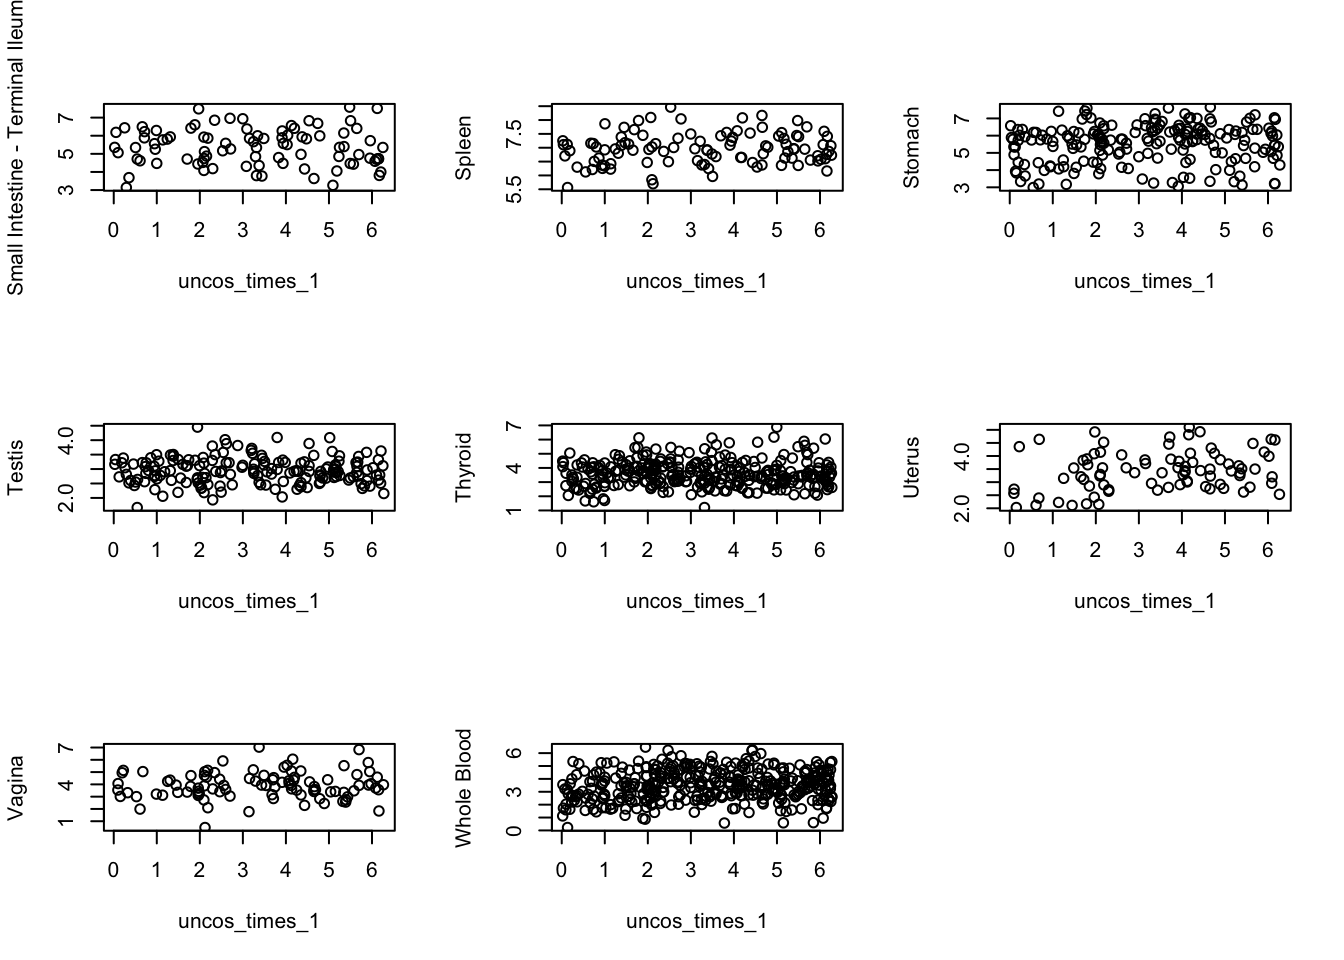 Small Intestine - Terminal Ileum
3 5 7
0 1 2 3 4 5 6
uncos_times_1
Spleen
5.5 7.5
0 1 2 3 4 5 6
uncos_times_1
Stomach
3 5 7
0 1 2 3 4 5 6
uncos_times_1
Testis
2.0 4.0
0 1 2 3 4 5 6
uncos_times_1
Thyroid
1 4 7
0 1 2 3 4 5 6
uncos_times_1
Uterus
2.0 4.0
0 1 2 3 4 5 6
uncos_times_1
Vagina
1 4 7
0 1 2 3 4 5 6
uncos_times_1
Whole Blood
0 3 6
0 1 2 3 4 5 6
uncos_times_1